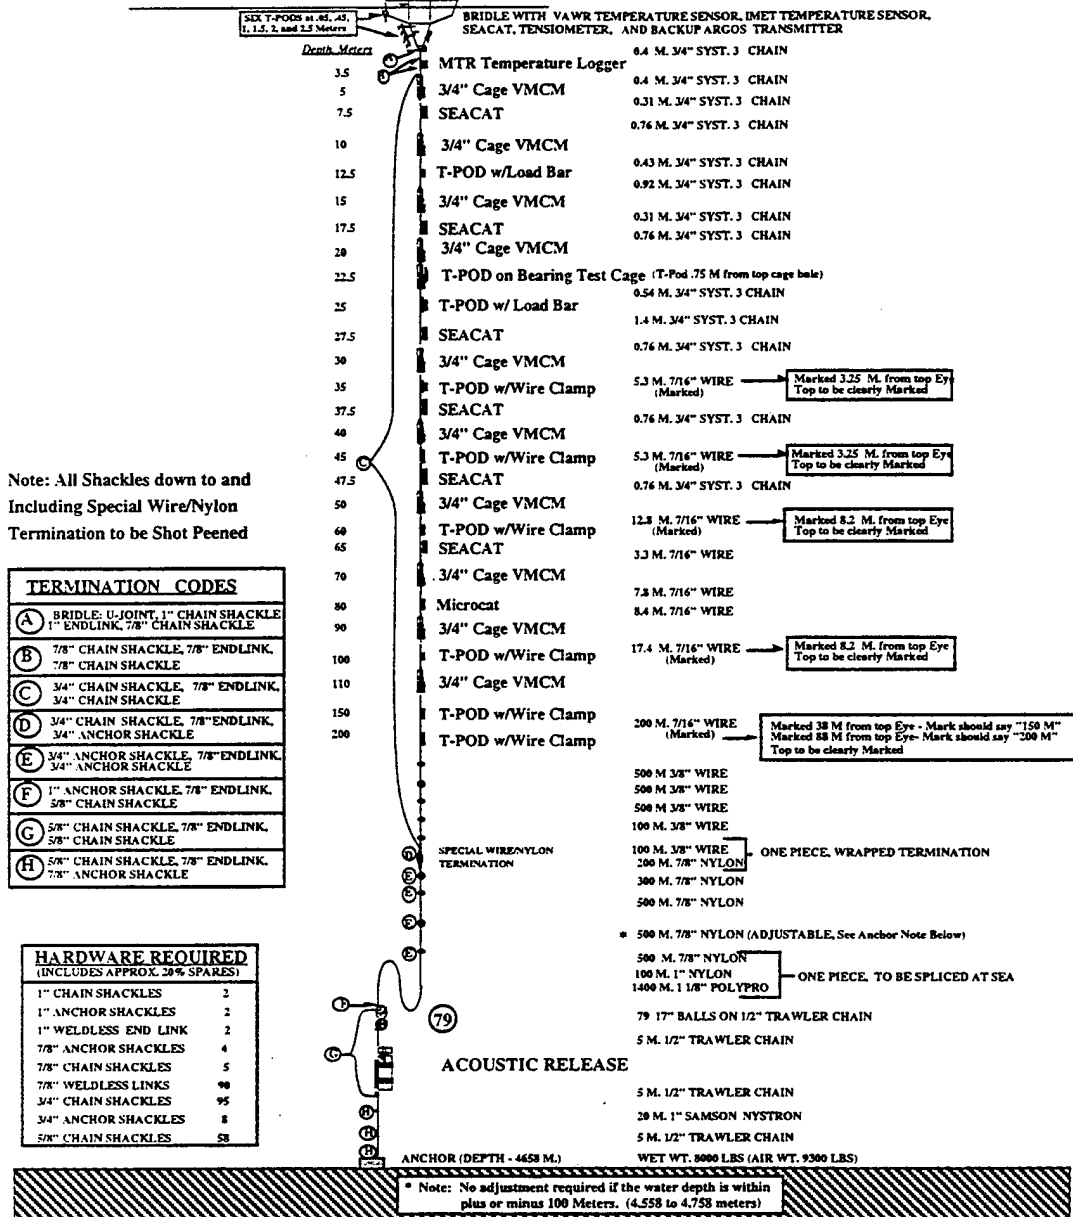 SIX T-PODS at .05, .45,
1, 1.5, 2, and 2.5 Meters
BRIDLE WITH VAWR TEMPERATURE SENSOR, IMET TEMPERATURE SENSOR,
SEACAT, TENSIOMETER, AND BACKUP ARGOS TRANSMITTER
Depth Meters
A
0.4 M. 3/4" SYST. 3 CHAIN
B
3.5 MTR Temperature Logger
0.4 M. 3/4" SYST. 3 CHAIN
5 3/4" Cage VMCM
0.31 M. 3/4" SYST. 3 CHAIN
7.5 SEACAT
0.76 M. 3/4" SYST. 3 CHAIN
10 3/4" Cage VMCM
0.43 M. 3/4" SYST. 3 CHAIN
12.5 T-POD w/Load Bar
0.92 M. 3/4" SYST. 3 CHAIN
15 3/4" Cage VMCM
0.31 M. 3/4" SYST. 3 CHAIN
17.5 SEACAT
0.76 M. 3/4" SYST. 3 CHAIN
20 3/4" Cage VMCM
22.5 T-POD on Bearing Test Cage (T-Pod .75 M from top cage bale)
0.54 M. 3/4" SYST. 3 CHAIN
25 T-POD w/ Load Bar
1.4 M. 3/4" SYST. 3 CHAIN
27.5 SEACAT
0.76 M. 3/4" SYST. 3 CHAIN
30 3/4" Cage VMCM
35 T-POD w/Wire Clamp 5.3 M. 7/16" WIRE
(Marked)
Marked 3.25 M. from top Eye
Top to be clearly Marked
37.5 SEACAT
0.76 M. 3/4" SYST. 3 CHAIN
40 3/4" Cage VMCM
45 C T-POD w/Wire Clamp 5.3 M. 7/16" WIRE
(Marked)
Marked 3.25 M. from top Eye
Top to be clearly Marked
47.5 SEACAT
0.76 M. 3/4" SYST. 3 CHAIN
50 3/4" Cage VMCM
60 T-POD w/Wire Clamp 12.8 M. 7/16" WIRE
(Marked)
Marked 8.2 M. from top Eye
Top to be clearly Marked
65 SEACAT
3.3 M. 7/16" WIRE
70 3/4" Cage VMCM
7.8 M. 7/16" WIRE
80 Microcat
8.4 M. 7/16" WIRE
90 3/4" Cage VMCM
100 T-POD w/Wire Clamp 17.4 M. 7/16" WIRE
(Marked)
Marked 8.2 M. from top Eye
Top to be clearly Marked
110 3/4" Cage VMCM
150 T-POD w/Wire Clamp
200 T-POD w/Wire Clamp
200 M. 7/16" WIRE
(Marked)
Marked 38 M from top Eye - Mark should say "150 M"
Marked 88 M from top Eye- Mark should say "200 M"
Top to be clearly Marked
500 M 3/8" WIRE
500 M 3/8" WIRE
500 M 3/8" WIRE
100 M. 3/8" WIRE
D
SPECIAL WIRE/NYLON
TERMINATION
100 M. 3/8" WIRE
200 M. 7/8" NYLON
ONE PIECE, WRAPPED TERMINATION
E
300 M. 7/8" NYLON
E
500 M. 7/8" NYLON
E
* 500 M. 7/8" NYLON (ADJUSTABLE, See Anchor Note Below)
E
500 M. 7/8" NYLON
100 M. 1" NYLON
1400 M. 1 1/8" POLYPRO
ONE PIECE, TO BE SPLICED AT SEA
F
79
79 17" BALLS ON 1/2" TRAWLER CHAIN
5 M. 1/2" TRAWLER CHAIN
G
ACOUSTIC RELEASE
5 M. 1/2" TRAWLER CHAIN
H
20 M. 1" SAMSON NYSTRON
H
5 M. 1/2" TRAWLER CHAIN
H
ANCHOR (DEPTH - 4658 M.) WET WT. 8000 LBS (AIR WT. 9300 LBS)
* Note: No adjustment required if the water depth is within
plus or minus 100 Meters. (4.558 to 4.758 meters)
Note: All Shackles down to and
Including Special Wire/Nylon
Termination to be Shot Peened
TERMINATION CODES
A BRIDLE: U-JOINT, 1" CHAIN SHACKLE
1" ENDLINK, 7/8" CHAIN SHACKLE
B 7/8" CHAIN SHACKLE, 7/8" ENDLINK,
7/8" CHAIN SHACKLE
C 3/4" CHAIN SHACKLE, 7/8" ENDLINK,
3/4" CHAIN SHACKLE
D 3/4" CHAIN SHACKLE, 7/8" ENDLINK,
3/4" ANCHOR SHACKLE
E 3/4" ANCHOR SHACKLE, 7/8" ENDLINK,
3/4" ANCHOR SHACKLE
F 1" ANCHOR SHACKLE, 7/8" ENDLINK,
5/8" CHAIN SHACKLE
G 5/8" CHAIN SHACKLE, 7/8" ENDLINK,
5/8" CHAIN SHACKLE
H 5/8" CHAIN SHACKLE, 7/8" ENDLINK,
7/8" ANCHOR SHACKLE
HARDWARE REQUIRED
(INCLUDES APPROX. 20% SPARES)
1" CHAIN SHACKLES 2
1" ANCHOR SHACKLES 2
1" WELDLESS END LINK 2
7/8" ANCHOR SHACKLES 4
7/8" CHAIN SHACKLES 5
7/8" WELDLESS LINKS 90
3/4" CHAIN SHACKLES 95
3/4" ANCHOR SHACKLES 8
5/8" CHAIN SHACKLES 58